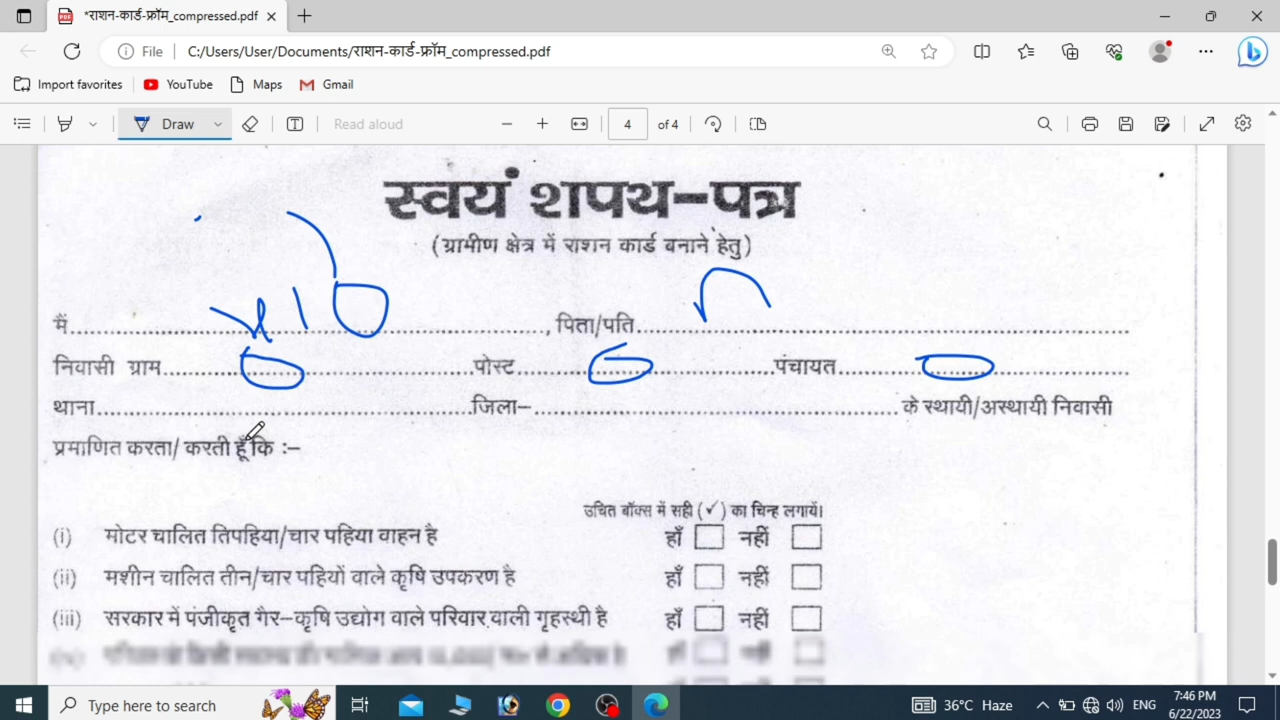 *राशन-कार्ड-फ्रॉम_compressed.pdf
File C:/Users/User/Documents/राशन-कार्ड-फ्रॉम_compressed.pdf
Import favorites YouTube Maps Gmail
Draw Read aloud 4 of 4
स्वयं शपथ-पत्र
(ग्रामीण क्षेत्र में राशन कार्ड बनाने हेतु)
मैं, पिता/पति
निवासी ग्राम पोस्ट पंचायत
थाना जिला- के स्थायी/अस्थायी निवासी
प्रमाणित करता/ करती हूँ कि :-
उचित बॉक्स में सही (✓) का चिन्ह लगायें।
(i) मोटर चालित तिपहिया/चार पहिया वाहन है हाँ नहीं
(ii) मशीन चालित तीन/चार पहियों वाले कृषि उपकरण है हाँ नहीं
(iii) सरकार में पंजीकृत गैर-कृषि उद्योग वाले परिवार वाली गृहस्थी है हाँ नहीं
Type here to search 36°C Haze ENG 7:46 PM
6/22/2023